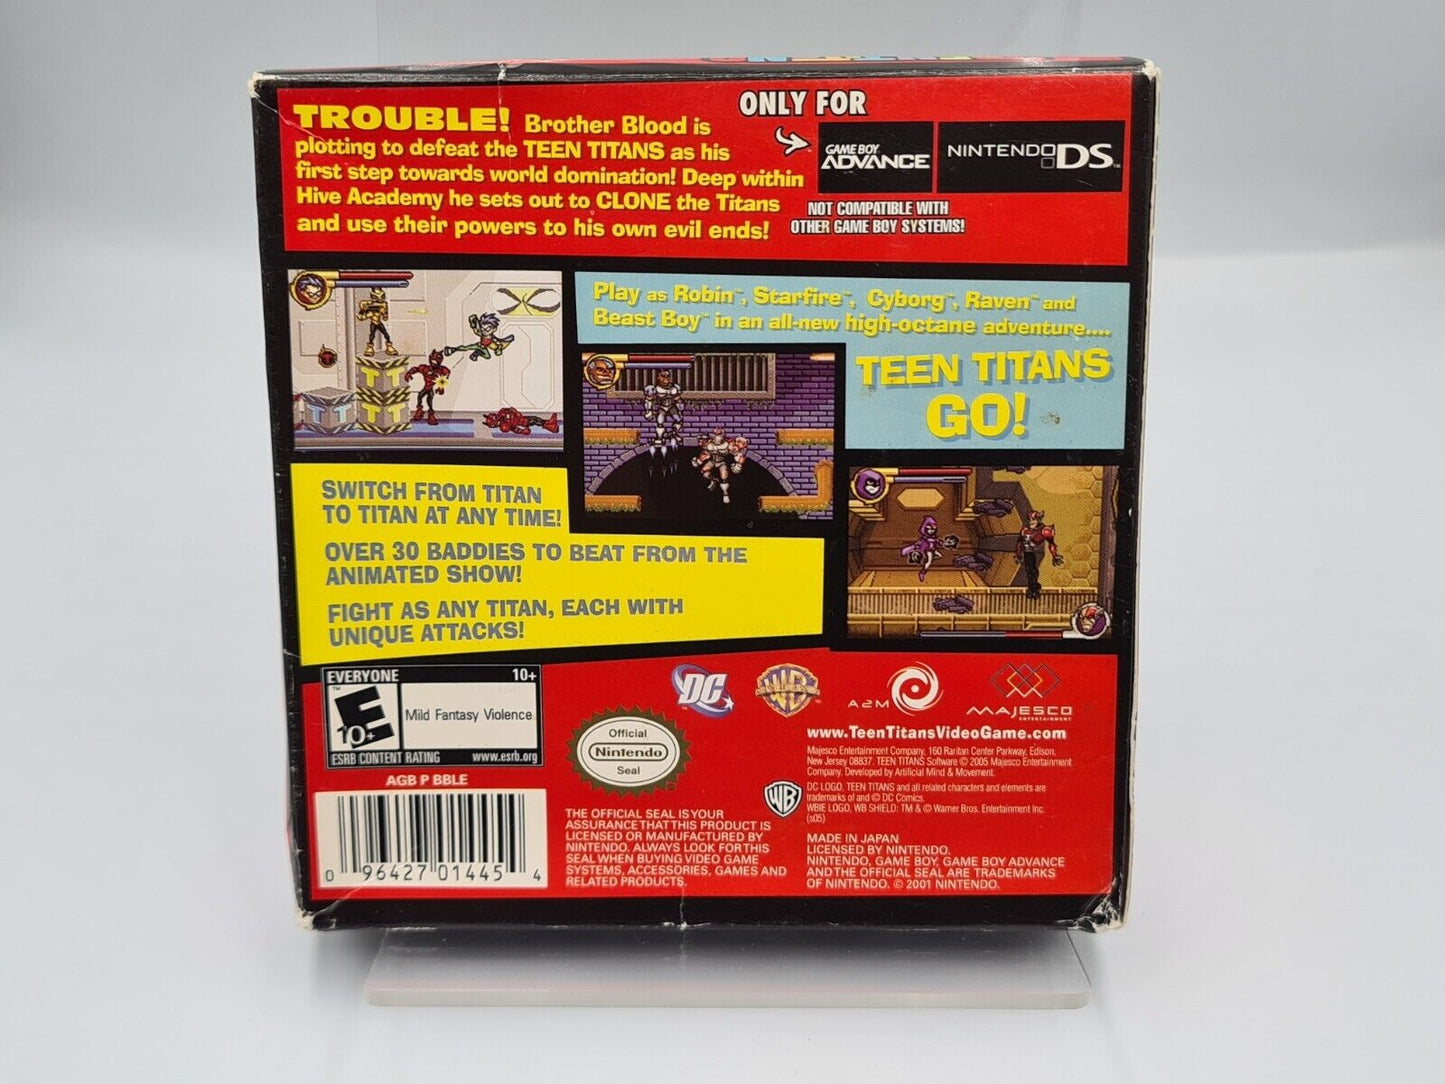 TROUBLE! Brother Blood is
plotting to defeat the TEEN TITANS as his
first step towards world domination! Deep within
Hive Academy he sets out to CLONE the Titans
and use their powers to his own evil ends!
ONLY FOR
GAME BOY
ADVANCE
NINTENDO DS™
NOT COMPATIBLE WITH
OTHER GAME BOY SYSTEMS!
Play as Robin™, Starfire™, Cyborg™, Raven™ and
Beast Boy™ in an all-new high-octane adventure....
TEEN TITANS
GO!
SWITCH FROM TITAN
TO TITAN AT ANY TIME!
OVER 30 BADDIES TO BEAT FROM THE
ANIMATED SHOW!
FIGHT AS ANY TITAN, EACH WITH
UNIQUE ATTACKS!
EVERYONE 10+
E
10+
Mild Fantasy Violence
ESRB CONTENT RATING www.esrb.org
AGB P BBLE
0 96427 01445 4
Official
Nintendo
Seal
THE OFFICIAL SEAL IS YOUR
ASSURANCE THAT THIS PRODUCT IS
LICENSED OR MANUFACTURED BY
NINTENDO. ALWAYS LOOK FOR THIS
SEAL WHEN BUYING VIDEO GAME
SYSTEMS, ACCESSORIES, GAMES AND
RELATED PRODUCTS.
DC
WB
A2M
MAJESCO
ENTERTAINMENT
www.TeenTitansVideoGame.com
Majesco Entertainment Company, 160 Raritan Center Parkway, Edison,
New Jersey 08837. TEEN TITANS Software © 2005 Majesco Entertainment
Company. Developed by Artificial Mind & Movement.
WB
DC LOGO, TEEN TITANS and all related characters and elements are
trademarks of and © DC Comics.
WBIE LOGO, WB SHIELD: TM & © Warner Bros. Entertainment Inc.
(s05)
MADE IN JAPAN
LICENSED BY NINTENDO.
NINTENDO, GAME BOY, GAME BOY ADVANCE
AND THE OFFICIAL SEAL ARE TRADEMARKS
OF NINTENDO. © 2001 NINTENDO.